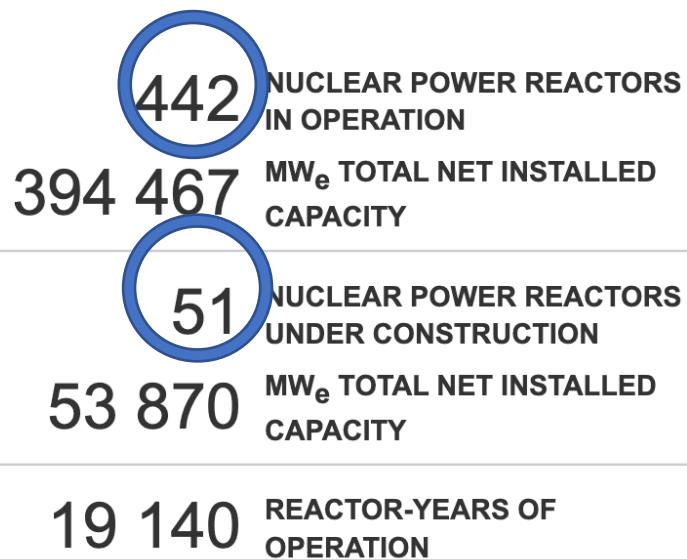 442 NUCLEAR POWER REACTORS
IN OPERATION
394 467 MWe TOTAL NET INSTALLED
CAPACITY
51 NUCLEAR POWER REACTORS
UNDER CONSTRUCTION
53 870 MWe TOTAL NET INSTALLED
CAPACITY
19 140 REACTOR-YEARS OF
OPERATION